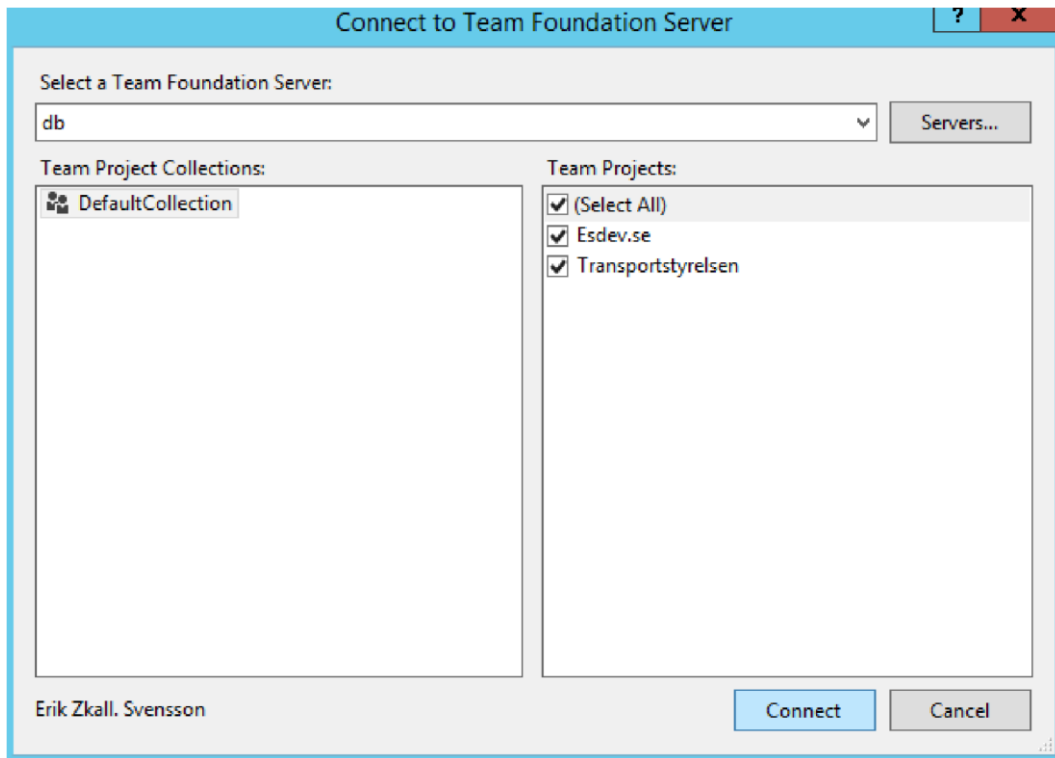 Connect to Team Foundation Server
? x
Select a Team Foundation Server:
db
Servers...
Team Project Collections:
DefaultCollection
Team Projects:
(Select All)
Esdev.se
Transportstyrelsen
Erik Zkall. Svensson
Connect
Cancel